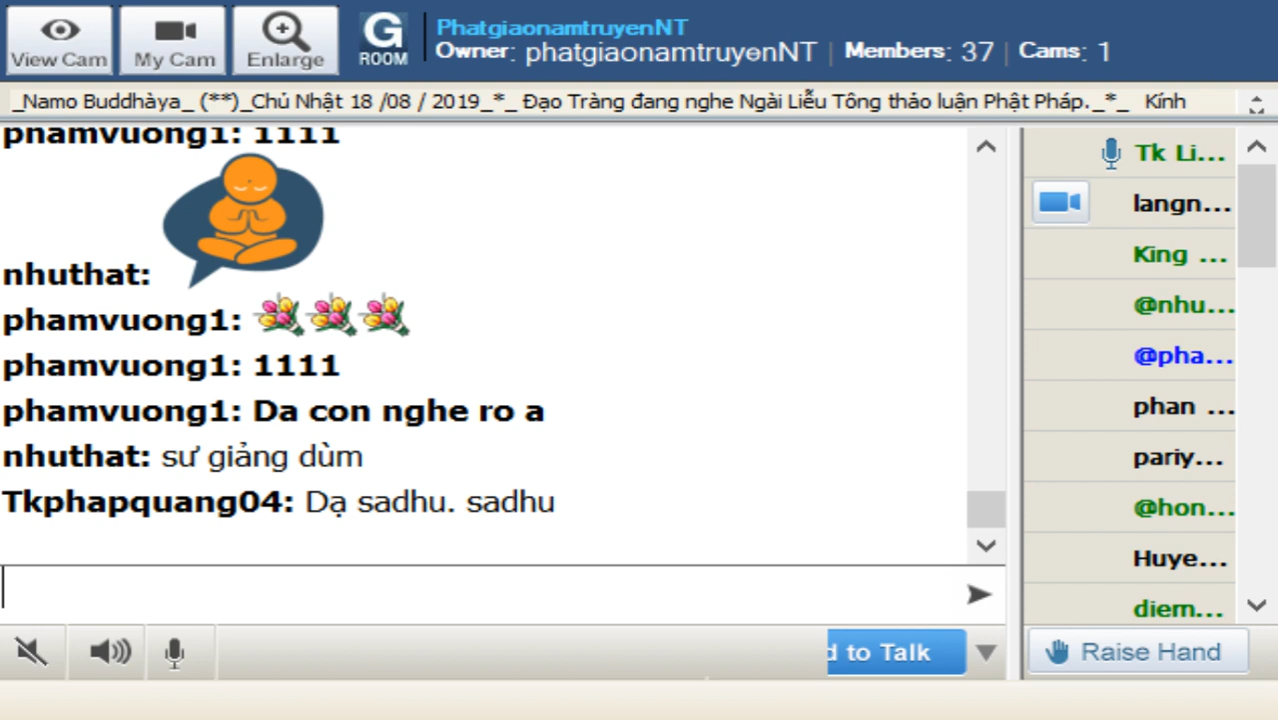 View Cam
My Cam
Enlarge
G
ROOM
PhatgiaonamtruyenNT
Owner: phatgiaonamtruyenNT | Members: 37 | Cams: 1
_Namo Buddhàya_ (**)_Chủ Nhật 18 /08 / 2019_*_ Đạo Tràng đang nghe Ngài Liễu Tông thảo luận Phật Pháp._*_ Kính
phamvuong1: 1111
nhuthat:
phamvuong1:
phamvuong1: 1111
phamvuong1: Da con nghe ro a
nhuthat: sư giảng dùm
Tkphapquang04: Dạ sadhu. sadhu
Tk Li...
langn...
King ...
@nhu...
@pha...
phan ...
pariy...
@hon...
Huye...
diem...
d to Talk
Raise Hand